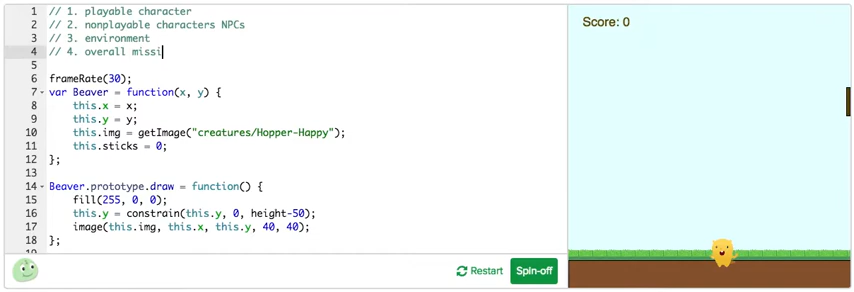 1 // 1. playable character
2 // 2. nonplayable characters NPCs
3 // 3. environment
4 // 4. overall missi
5
6 frameRate(30);
7 var Beaver = function(x, y) {
8 this.x = x;
9 this.y = y;
10 this.img = getImage("creatures/Hopper-Happy");
11 this.sticks = 0;
12 };
13
14 Beaver.prototype.draw = function() {
15 fill(255, 0, 0);
16 this.y = constrain(this.y, 0, height-50);
17 image(this.img, this.x, this.y, 40, 40);
18 };
19
Restart Spin-off
Score: 0